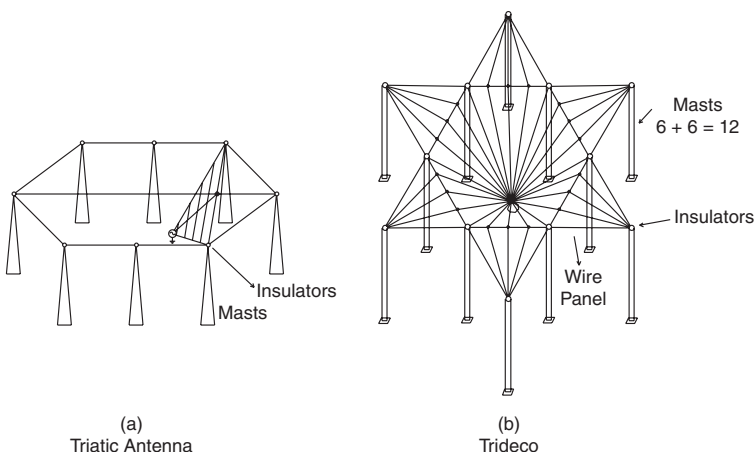 Masts
6 + 6 = 12
Insulators
Wire
Panel
Insulators
Masts
(a)
Triatic Antenna
(b)
Trideco